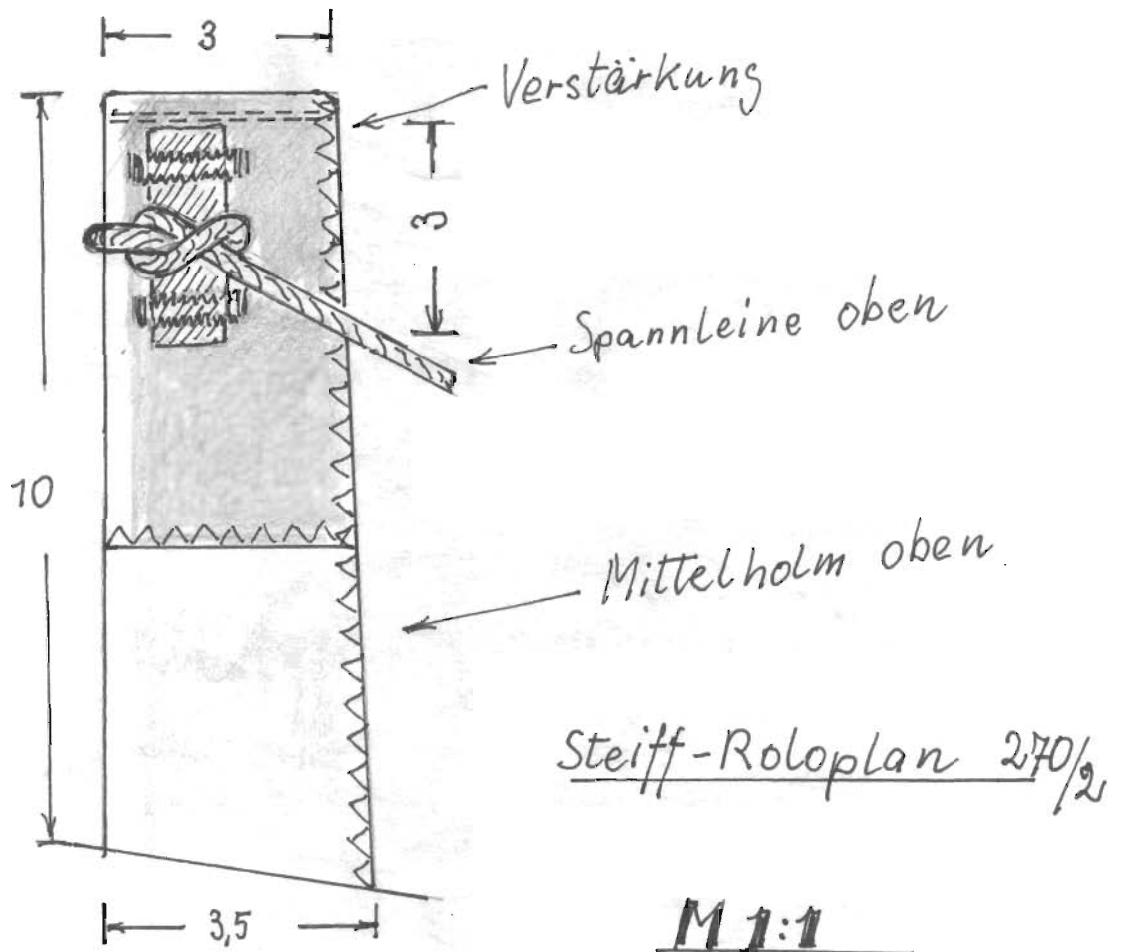 3
Verstärkung
3
Spannleine oben
10
Mittelholm oben
Steiff-Roloplan 270/2
3,5
M 1:1